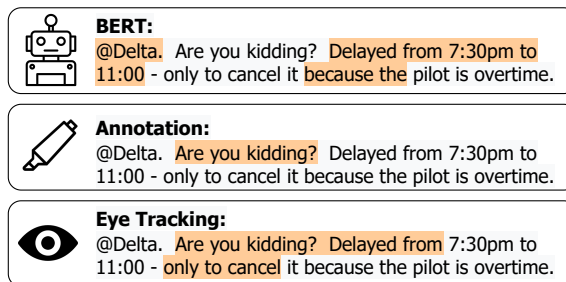 BERT:
@Delta. Are you kidding? Delayed from 7:30pm to
11:00 - only to cancel it because the pilot is overtime.
Annotation:
@Delta. Are you kidding? Delayed from 7:30pm to
11:00 - only to cancel it because the pilot is overtime.
Eye Tracking:
@Delta. Are you kidding? Delayed from 7:30pm to
11:00 - only to cancel it because the pilot is overtime.